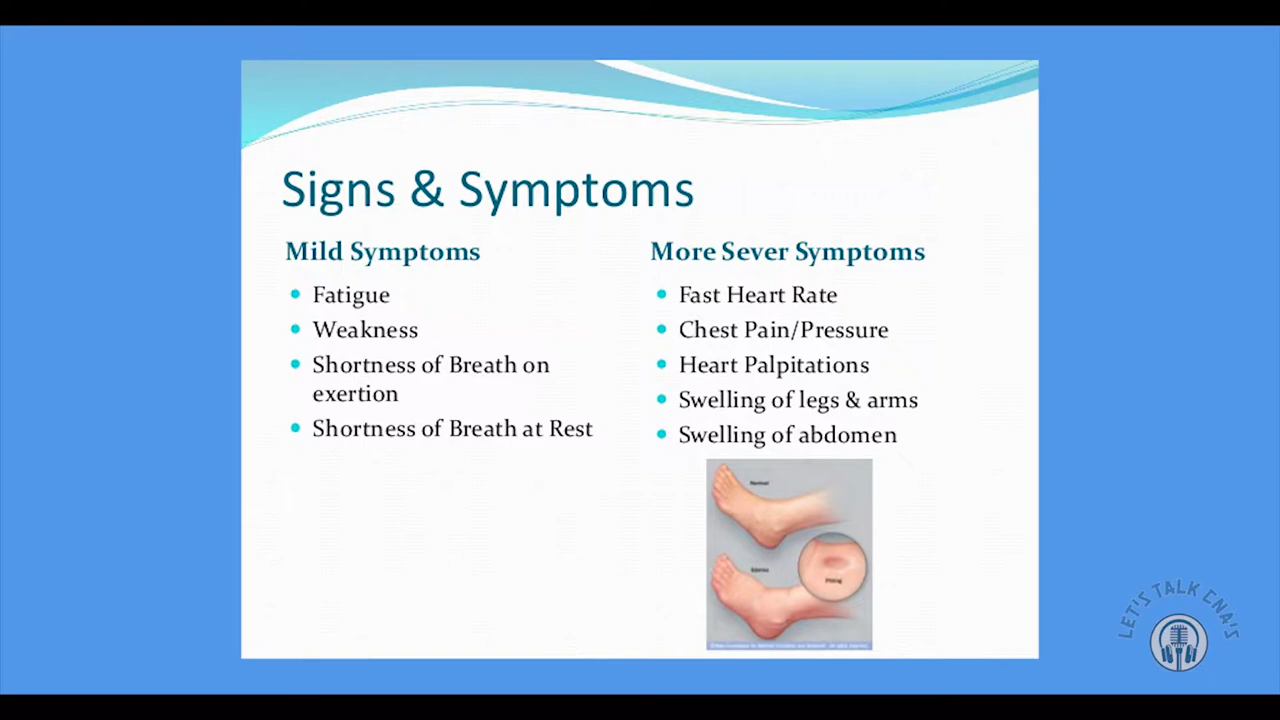 Signs & Symptoms
Mild Symptoms
Fatigue
Weakness
Shortness of Breath on
exertion
Shortness of Breath at Rest
More Sever Symptoms
Fast Heart Rate
Chest Pain/Pressure
Heart Palpitations
Swelling of legs & arms
Swelling of abdomen
Normal
Edema
Pitting
LET'S TALK CNA'S